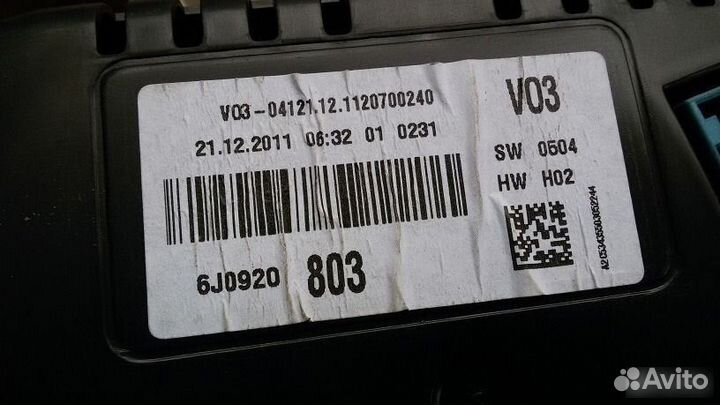 V03-04121.12.1120700240
21.12.2011 06:32 01 0231
V03
SW 0504
HW H02
A2C53435503052244
6J0920 803
Avito